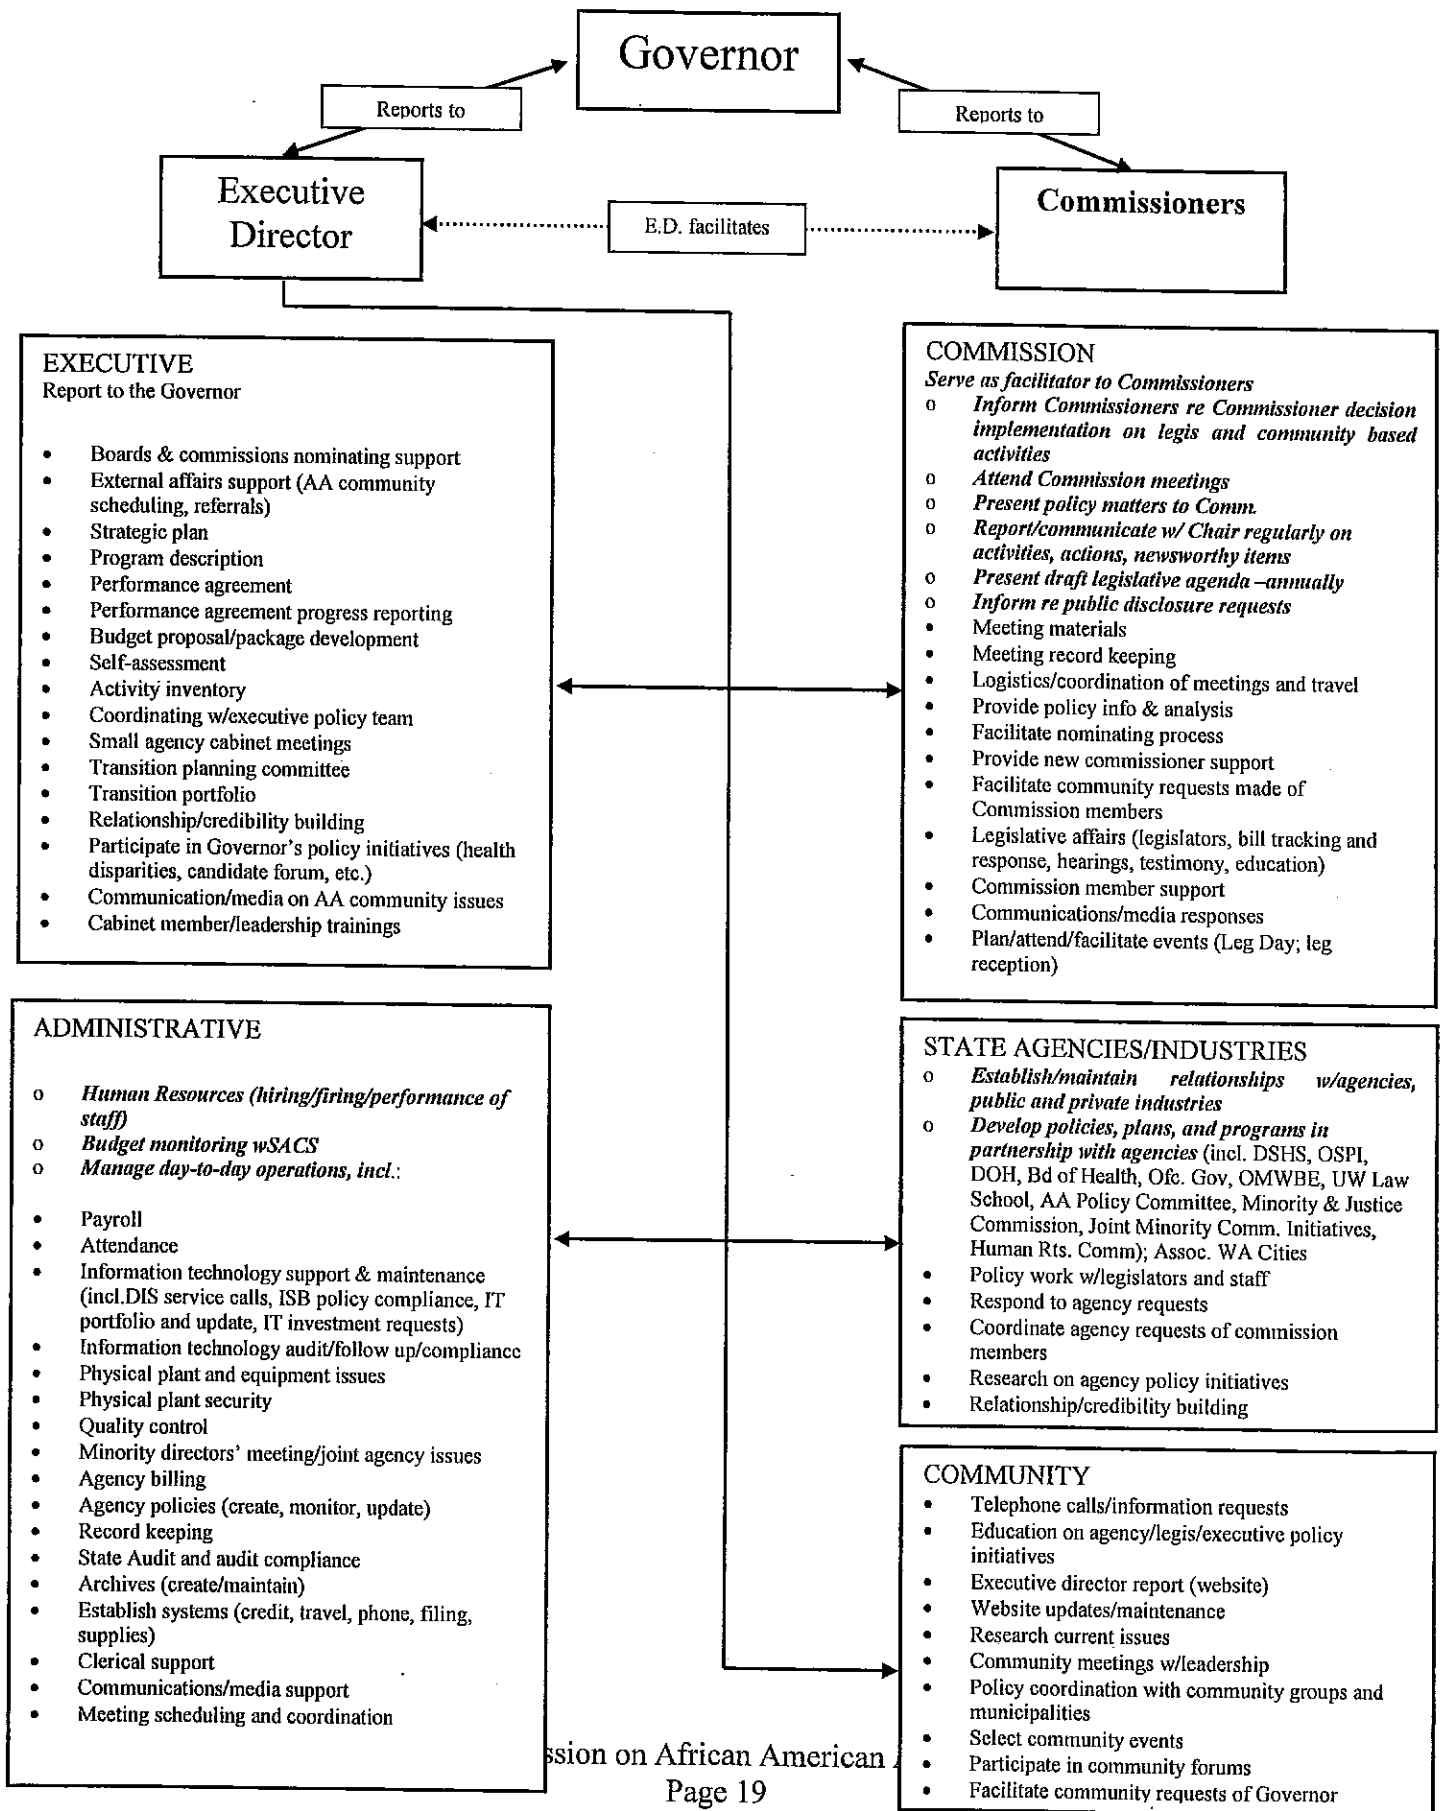 Governor
Reports to
Reports to
Executive
Director
E.D. facilitates
Commissioners
EXECUTIVE
Report to the Governor
• Boards & commissions nominating support
• External affairs support (AA community
scheduling, referrals)
• Strategic plan
• Program description
• Performance agreement
• Performance agreement progress reporting
• Budget proposal/package development
• Self-assessment
• Activity inventory
• Coordinating w/executive policy team
• Small agency cabinet meetings
• Transition planning committee
• Transition portfolio
• Relationship/credibility building
• Participate in Governor's policy initiatives (health
disparities, candidate forum, etc.)
• Communication/media on AA community issues
• Cabinet member/leadership trainings
COMMISSION
Serve as facilitator to Commissioners
o Inform Commissioners re Commissioner decision
implementation on legis and community based
activities
o Attend Commission meetings
o Present policy matters to Comm.
o Report/communicate w/ Chair regularly on
activities, actions, newsworthy items
o Present draft legislative agenda –annually
o Inform re public disclosure requests
• Meeting materials
• Meeting record keeping
• Logistics/coordination of meetings and travel
• Provide policy info & analysis
• Facilitate nominating process
• Provide new commissioner support
• Facilitate community requests made of
Commission members
• Legislative affairs (legislators, bill tracking and
response, hearings, testimony, education)
• Commission member support
• Communications/media responses
• Plan/attend/facilitate events (Leg Day; leg
reception)
ADMINISTRATIVE
o Human Resources (hiring/firing/performance of
staff)
o Budget monitoring wSACS
o Manage day-to-day operations, incl.:
• Payroll
• Attendance
• Information technology support & maintenance
(incl.DIS service calls, ISB policy compliance, IT
portfolio and update, IT investment requests)
• Information technology audit/follow up/compliance
• Physical plant and equipment issues
• Physical plant security
• Quality control
• Minority directors' meeting/joint agency issues
• Agency billing
• Agency policies (create, monitor, update)
• Record keeping
• State Audit and audit compliance
• Archives (create/maintain)
• Establish systems (credit, travel, phone, filing,
supplies)
• Clerical support
• Communications/media support
• Meeting scheduling and coordination
STATE AGENCIES/INDUSTRIES
o Establish/maintain relationships w/agencies,
public and private industries
o Develop policies, plans, and programs in
partnership with agencies (incl. DSHS, OSPI,
DOH, Bd of Health, Ofc. Gov, OMWBE, UW Law
School, AA Policy Committee, Minority & Justice
Commission, Joint Minority Comm. Initiatives,
Human Rts. Comm); Assoc. WA Cities
• Policy work w/legislators and staff
• Respond to agency requests
• Coordinate agency requests of commission
members
• Research on agency policy initiatives
• Relationship/credibility building
COMMUNITY
• Telephone calls/information requests
• Education on agency/legis/executive policy
initiatives
• Executive director report (website)
• Website updates/maintenance
• Research current issues
• Community meetings w/leadership
• Policy coordination with community groups and
municipalities
• Select community events
• Participate in community forums
• Facilitate community requests of Governor
ssion on African American
Page 19